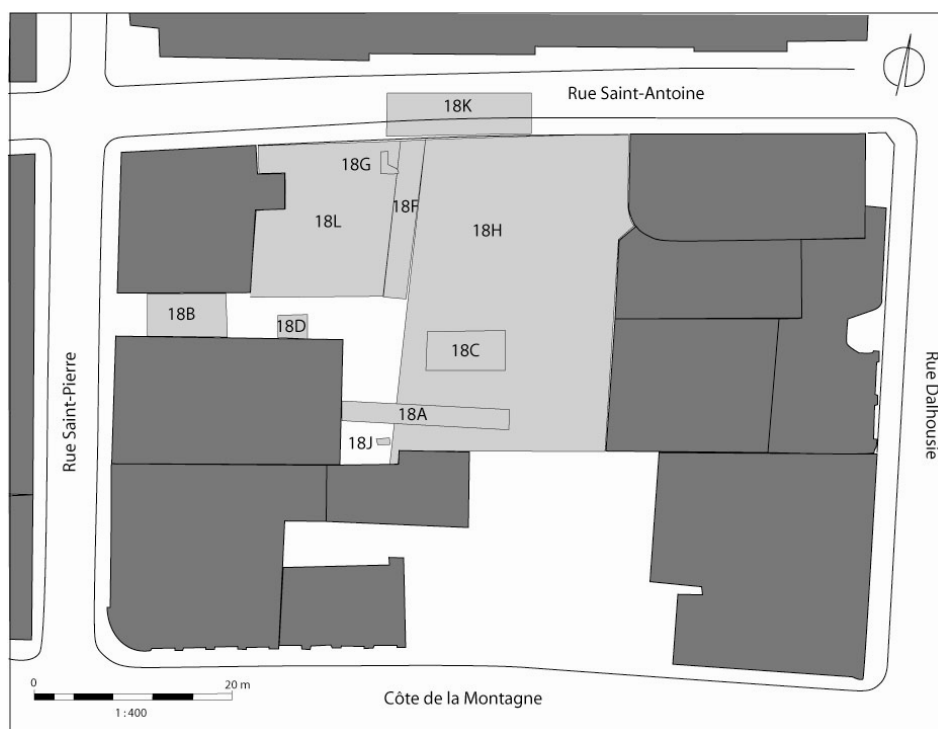 Rue Saint-Antoine
18K
18G
18F
18L
18H
18B
18D
18C
18A
18J
Rue Saint-Pierre
Rue Dalhousie
0 20 m
1 : 400
Côte de la Montagne